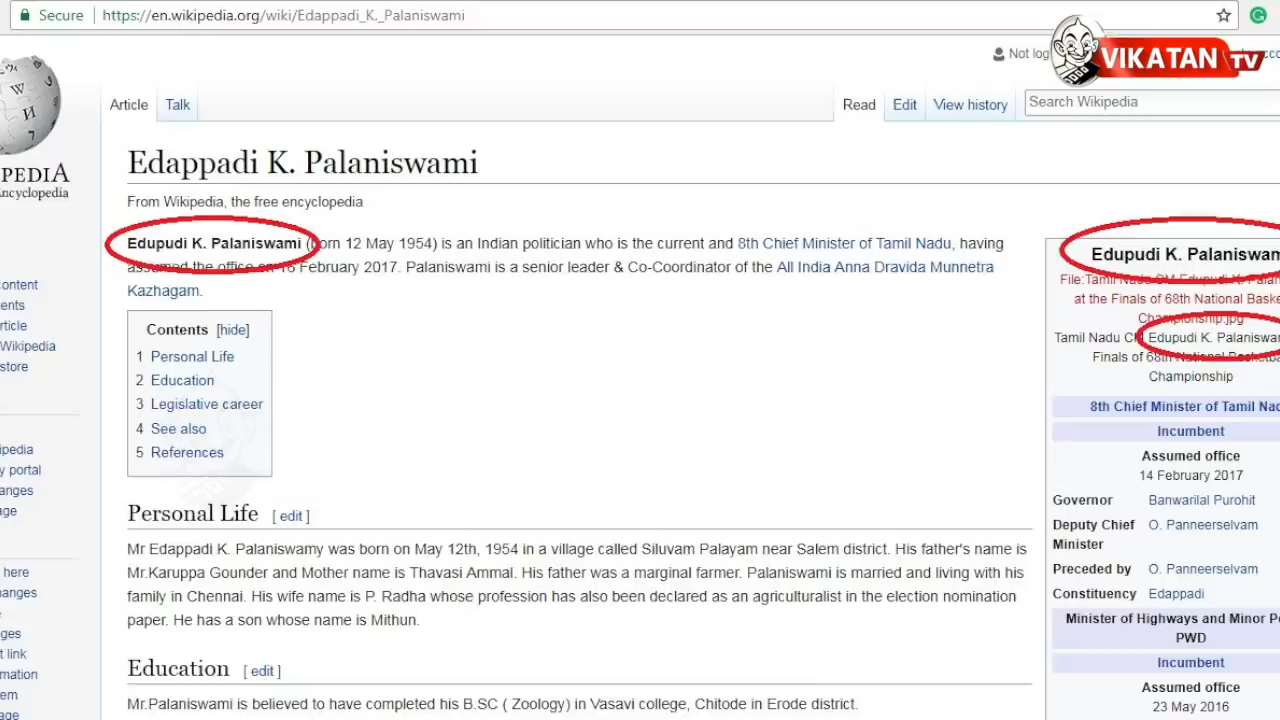 Secure
https://en.wikipedia.org/wiki/Edappadi_K._Palaniswami
VIKATAN TV
Article
Talk
Read
Edit
View history
Search Wikipedia
Edappadi K. Palaniswami
From Wikipedia, the free encyclopedia
Edupudi K. Palaniswami (born 12 May 1954) is an Indian politician who is the current and 8th Chief Minister of Tamil Nadu, having
assumed the office on 16 February 2017. Palaniswami is a senior leader & Co-Coordinator of the All India Anna Dravida Munnetra
Kazhagam.
Contents [hide]
1 Personal Life
2 Education
3 Legislative career
4 See also
5 References
Personal Life [ edit ]
Mr Edappadi K. Palaniswamy was born on May 12th, 1954 in a village called Siluvam Palayam near Salem district. His father's name is
Mr.Karuppa Gounder and Mother name is Thavasi Ammal. His father was a marginal farmer. Palaniswami is married and living with his
family in Chennai. His wife name is P. Radha whose profession has also been declared as an agriculturalist in the election nomination
paper. He has a son whose name is Mithun.
Education [ edit ]
Mr.Palaniswami is believed to have completed his B.SC ( Zoology) in Vasavi college, Chitode in Erode district.
Edupudi K. Palaniswam
File:Tamil Nadu CM Edupudi K. Palan
at the Finals of 68th National Baske
Championship.jpg
Tamil Nadu CM Edupudi K. Palaniswam
Finals of 68th National Basketba
Championship
8th Chief Minister of Tamil Nad
Incumbent
Assumed office
14 February 2017
Governor Banwarilal Purohit
Deputy Chief Minister O. Panneerselvam
Preceded by O. Panneerselvam
Constituency Edappadi
Minister of Highways and Minor Po
PWD
Incumbent
Assumed office
23 May 2016
PEDIA
Encyclopedia
ontent
ents
rticle
Wikipedia
store
ipedia
y portal
anges
age
here
hanges
ges
t link
rmation
em
age
Not log